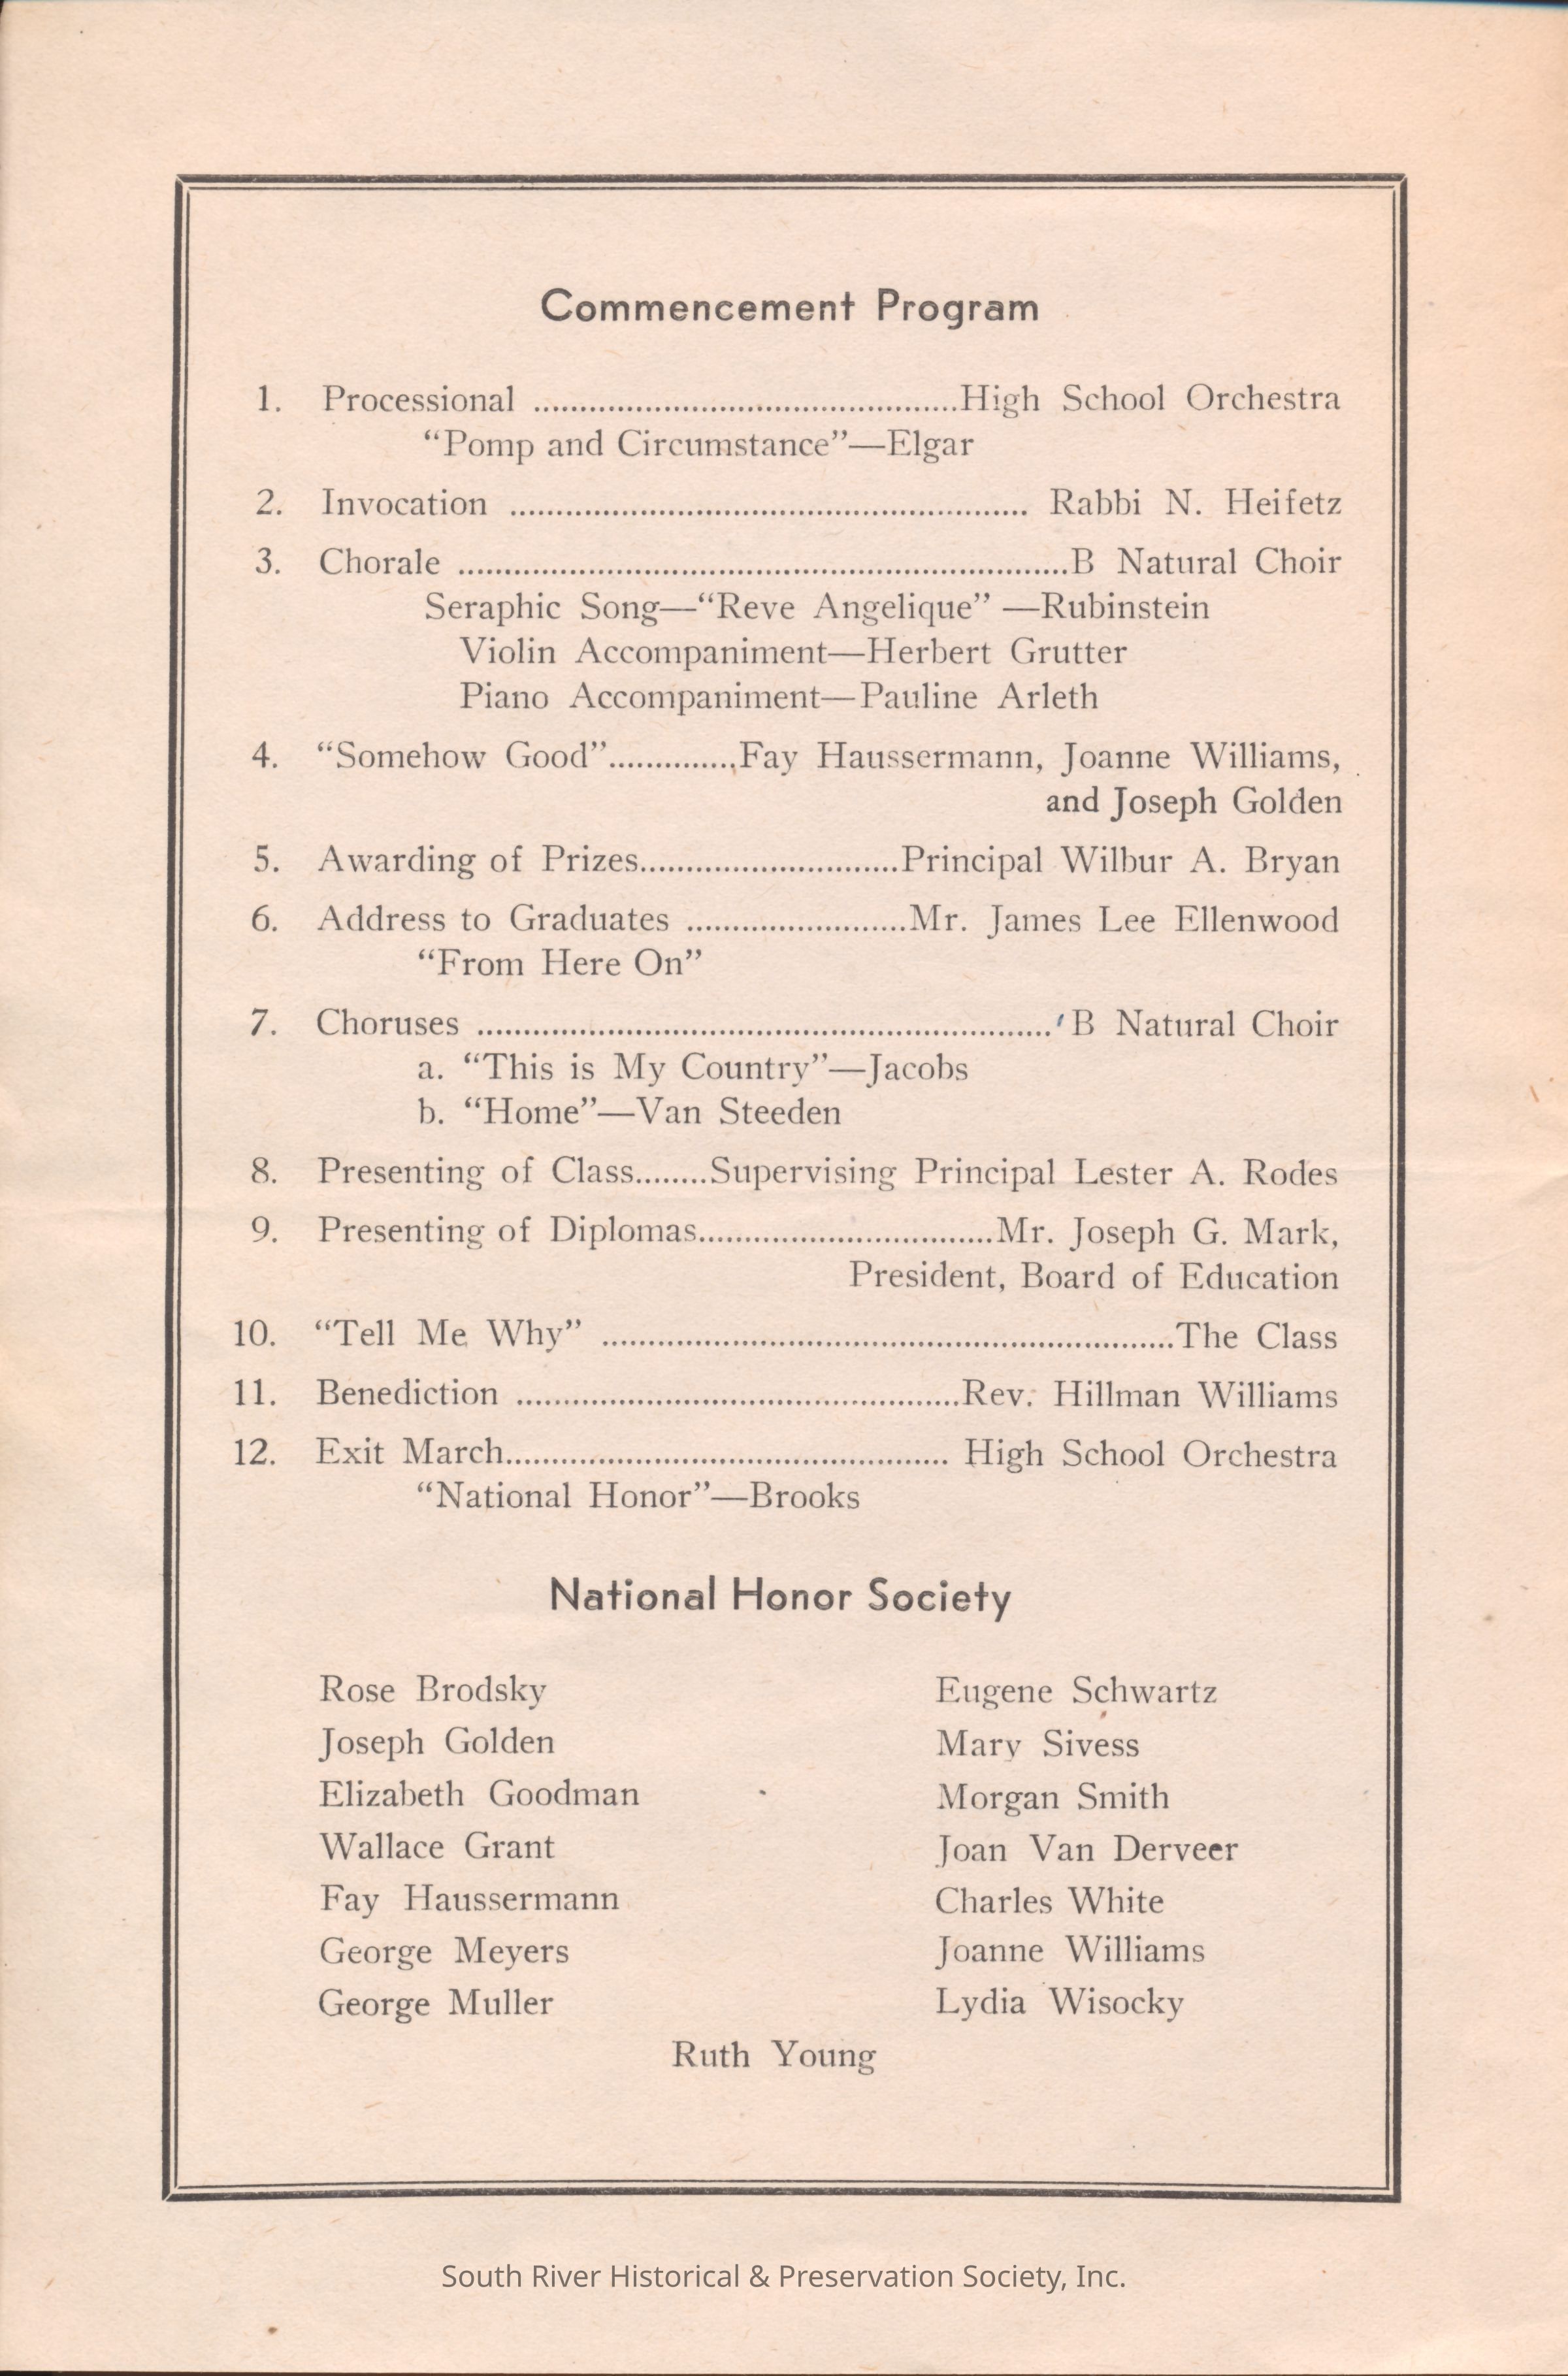 Commencement Program
1. Processional ..............................................High School Orchestra
“Pomp and Circumstance”—Elgar
2. Invocation ........................................................ Rabbi N. Heifetz
3. Chorale ..................................................................B Natural Choir
Seraphic Song—“Reve Angelique” —Rubinstein
Violin Accompaniment—Herbert Grutter
Piano Accompaniment—Pauline Arleth
4. “Somehow Good”..............Fay Haussermann, Joanne Williams,
and Joseph Golden
5. Awarding of Prizes............................Principal Wilbur A. Bryan
6. Address to Graduates ........................Mr. James Lee Ellenwood
“From Here On”
7. Choruses ..............................................................B Natural Choir
a. “This is My Country”—Jacobs
b. “Home”—Van Steeden
8. Presenting of Class........Supervising Principal Lester A. Rodes
9. Presenting of Diplomas................................Mr. Joseph G. Mark,
President, Board of Education
10. “Tell Me Why” ..............................................................The Class
11. Benediction ................................................Rev. Hillman Williams
12. Exit March................................................ High School Orchestra
“National Honor”—Brooks
National Honor Society
Rose Brodsky
Joseph Golden
Elizabeth Goodman
Wallace Grant
Fay Haussermann
George Meyers
George Muller
Eugene Schwartz
Mary Sivess
Morgan Smith
Joan Van Derveer
Charles White
Joanne Williams
Lydia Wisocky
Ruth Young
South River Historical & Preservation Society, Inc.